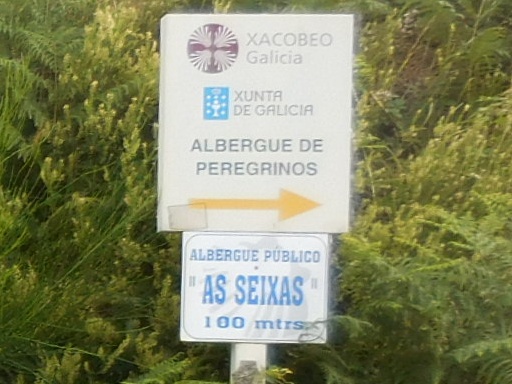 XACOBEO
Galicia
XUNTA
DE GALICIA
ALBERGUE DE
PEREGRINOS
ALBERGUE PÚBLICO
"AS SEIXAS"
100 mtrs.